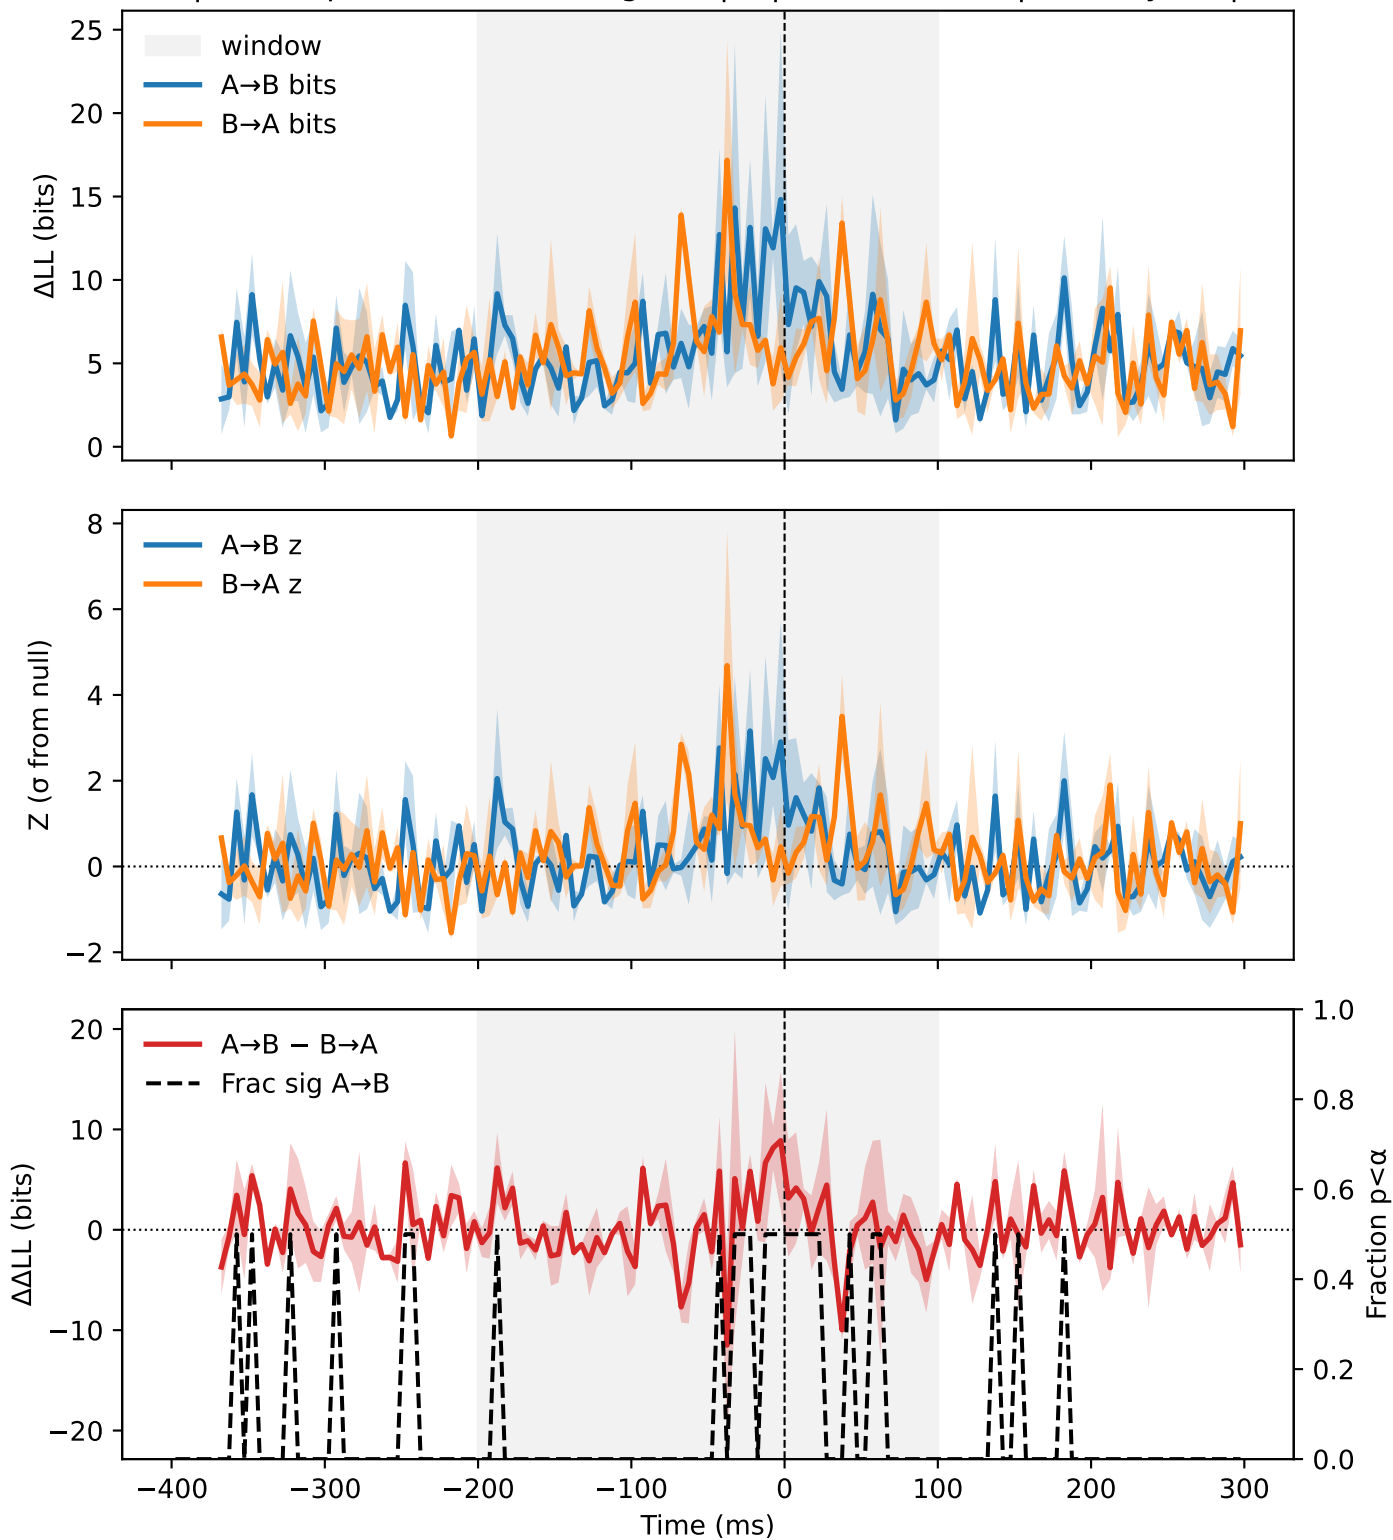 25
20
15
10
5
0
ΔLL (bits)
window
A→B bits
B→A bits
8
6
4
2
0
−2
Z (σ from null)
A→B z
B→A z
20
10
0
−10
−20
ΔΔLL (bits)
A→B − B→A
Frac sig A→B
1.0
0.8
0.6
0.4
0.2
0.0
Fraction p<α
−400 −300 −200 −100 0 100 200 300
Time (ms)